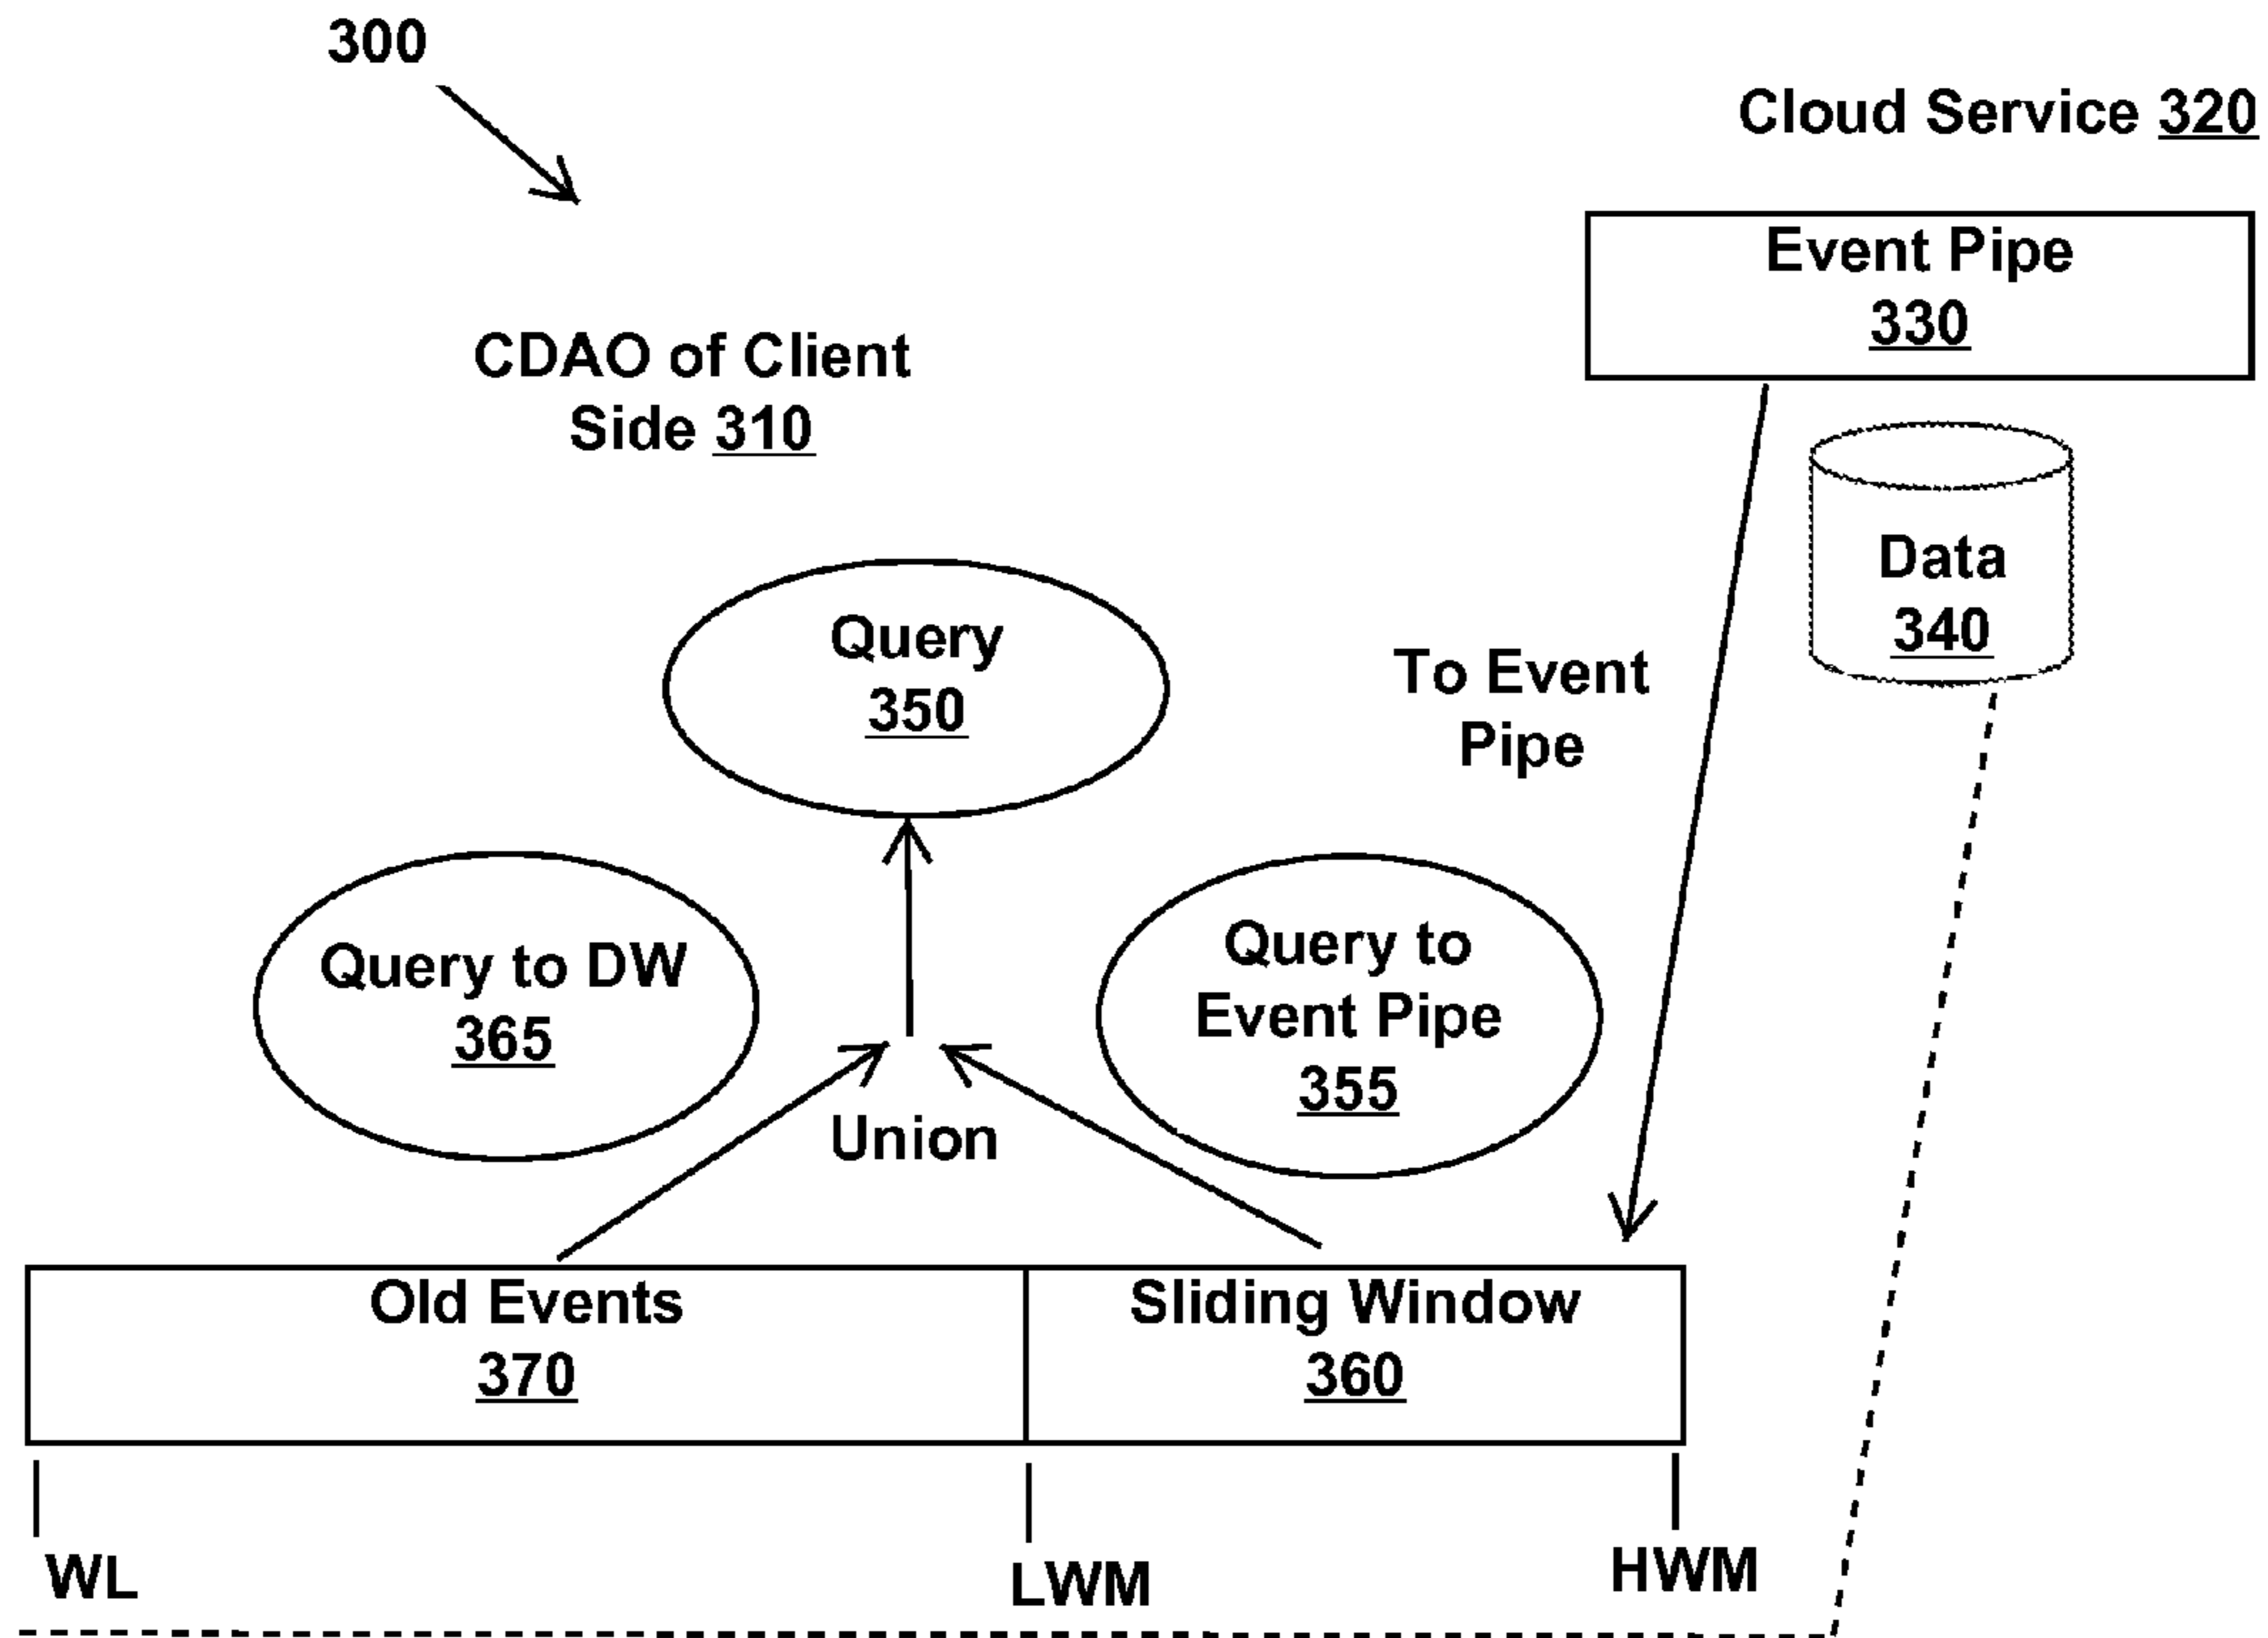 300
Cloud Service 320
Event Pipe
330
CDAO of Client
Side 310
Data
340
Query
350
To Event
Pipe
Query to DW
365
Query to
Event Pipe
355
Union
Old Events
370
Sliding Window
360
WL
LWM
HWM